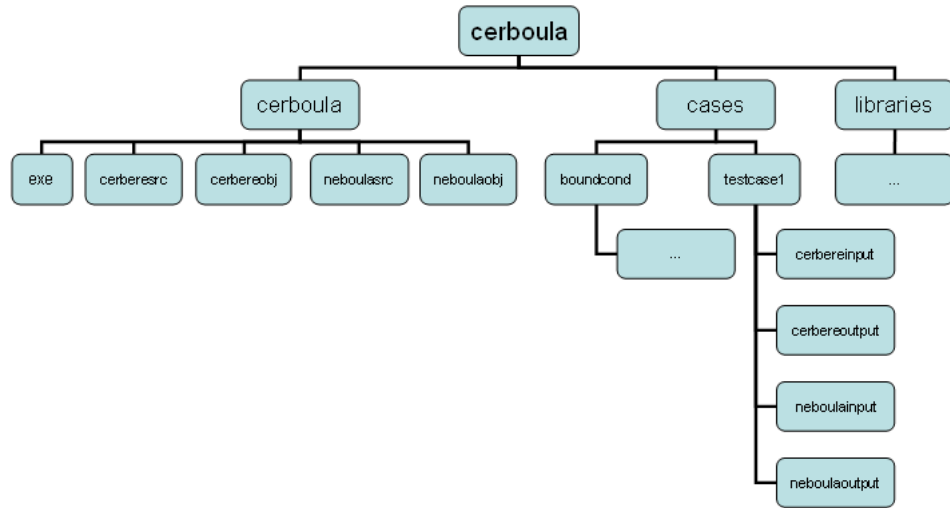 cerboula
cerboula
cases
libraries
exe
cerberesrc
cerbereobj
neboulasrc
neboulaobj
boundcond
testcase1
...
...
cerbereinput
cerbereoutput
neboulainput
neboulaoutput